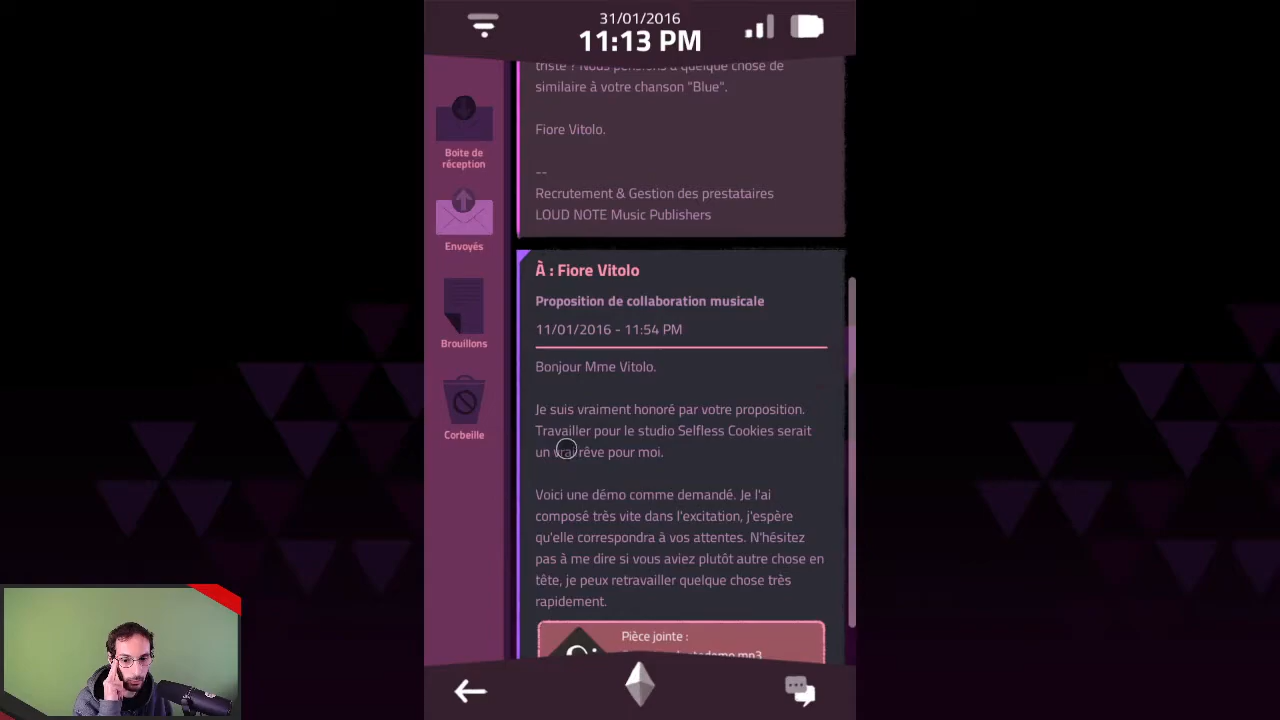 31/01/2016
11:13 PM
triste ? Nous pensions à quelque chose de
similaire à votre chanson "Blue".
Fiore Vitolo.
--
Recrutement & Gestion des prestataires
LOUD NOTE Music Publishers
Boite de
réception
Envoyés
Brouillons
Corbeille
À : Fiore Vitolo
Proposition de collaboration musicale
11/01/2016 - 11:54 PM
Bonjour Mme Vitolo.
Je suis vraiment honoré par votre proposition.
Travailler pour le studio Selfless Cookies serait
un vrai rêve pour moi.
Voici une démo comme demandé. Je l'ai
composé très vite dans l'excitation, j'espère
qu'elle correspondra à vos attentes. N'hésitez
pas à me dire si vous aviez plutôt autre chose en
tête, je peux retravailler quelque chose très
rapidement.
Pièce jointe :